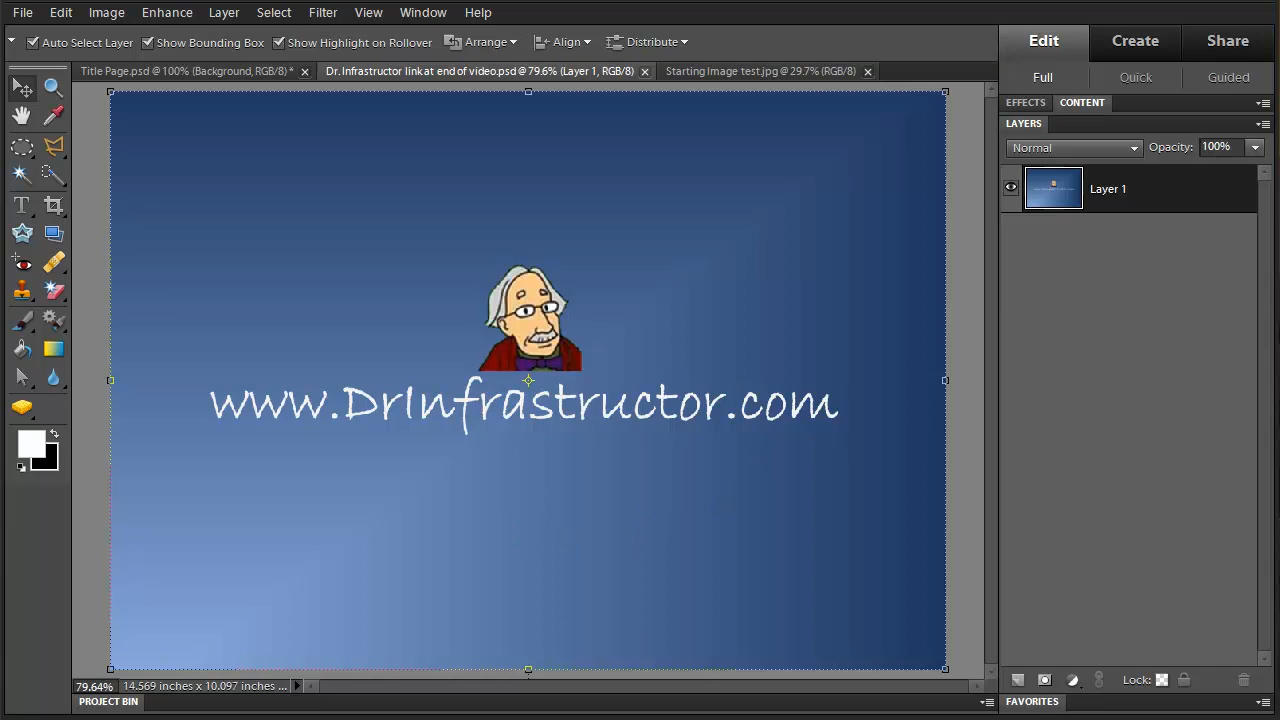 File Edit Image Enhance Layer Select Filter View Window Help
Auto Select Layer Show Bounding Box Show Highlight on Rollover Arrange Align Distribute
Edit Create Share
Title Page.psd @ 100% (Background, RGB/8) * Dr.Infrastructor link at end of video.psd @ 79.6% (Layer 1, RGB/8) Starting Image test.jpg @ 29.7% (RGB/8)
Full Quick Guided
EFFECTS CONTENT
LAYERS
Normal Opacity: 100%
Layer 1
www.DrInfrastructor.com
79.64% 14.569 inches x 10.097 inches ...
Lock:
PROJECT BIN
FAVORITES